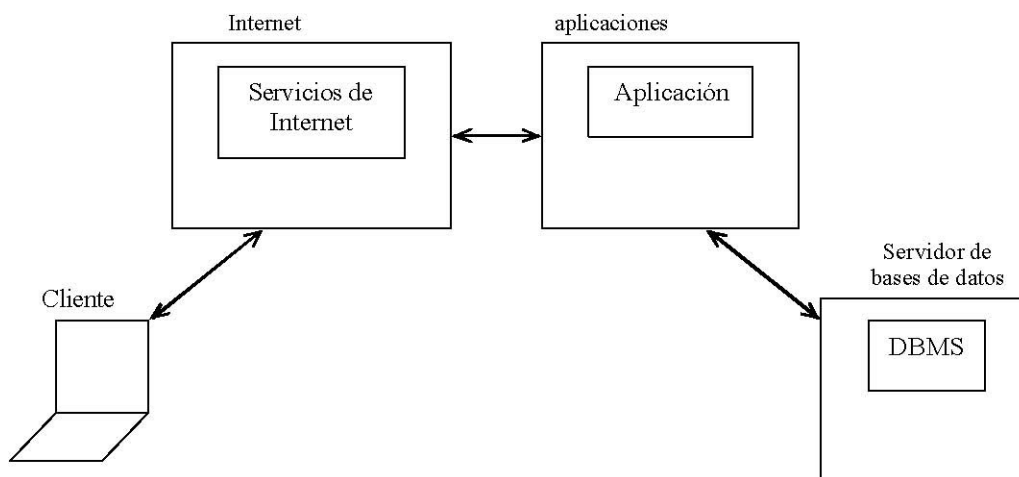 Internet
aplicaciones
Servicios de
Internet
Aplicación
Servidor de
bases de datos
Cliente
DBMS